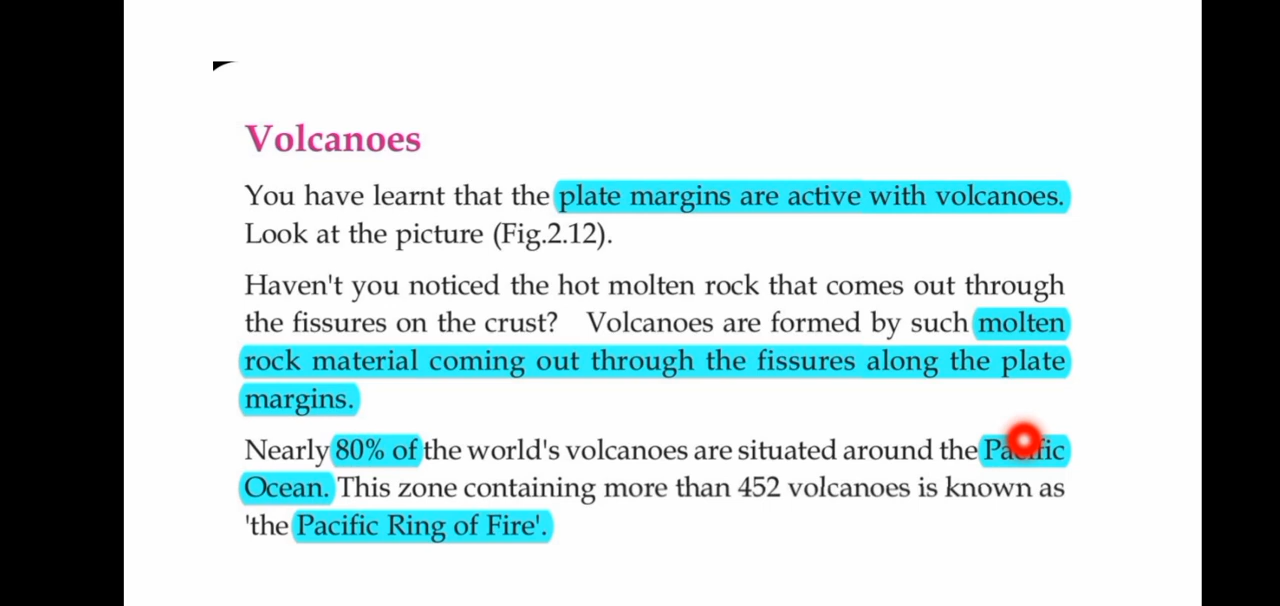 Volcanoes
You have learnt that the plate margins are active with volcanoes.
Look at the picture (Fig.2.12).
Haven't you noticed the hot molten rock that comes out through
the fissures on the crust? Volcanoes are formed by such molten
rock material coming out through the fissures along the plate
margins.
Nearly 80% of the world's volcanoes are situated around the Pacific
Ocean. This zone containing more than 452 volcanoes is known as
'the Pacific Ring of Fire'.